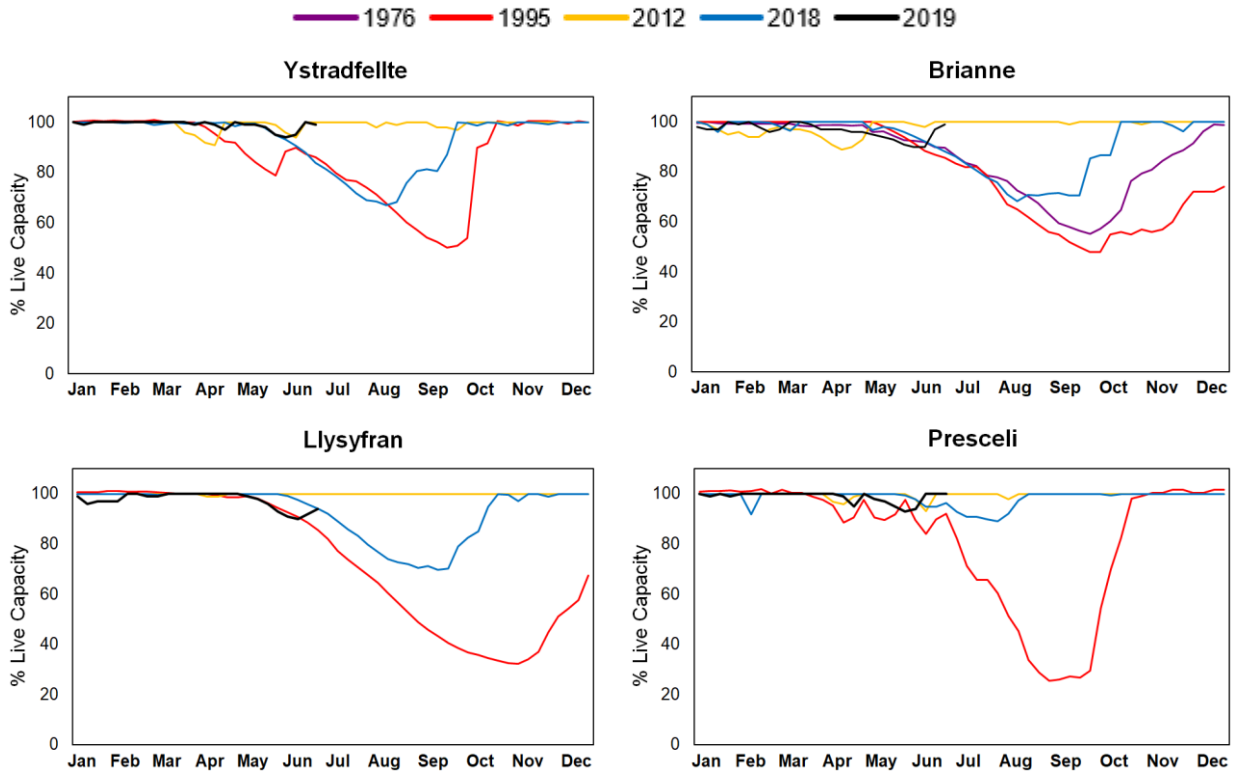 1976 1995 2012 2018 2019
Ystradfellte
% Live Capacity
100
80
60
40
20
0
Jan Feb Mar Apr May Jun Jul Aug Sep Oct Nov Dec
Brianne
% Live Capacity
100
80
60
40
20
0
Jan Feb Mar Apr May Jun Jul Aug Sep Oct Nov Dec
Llysyfran
% Live Capacity
100
80
60
40
20
0
Jan Feb Mar Apr May Jun Jul Aug Sep Oct Nov Dec
Presceli
% Live Capacity
100
80
60
40
20
0
Jan Feb Mar Apr May Jun Jul Aug Sep Oct Nov Dec